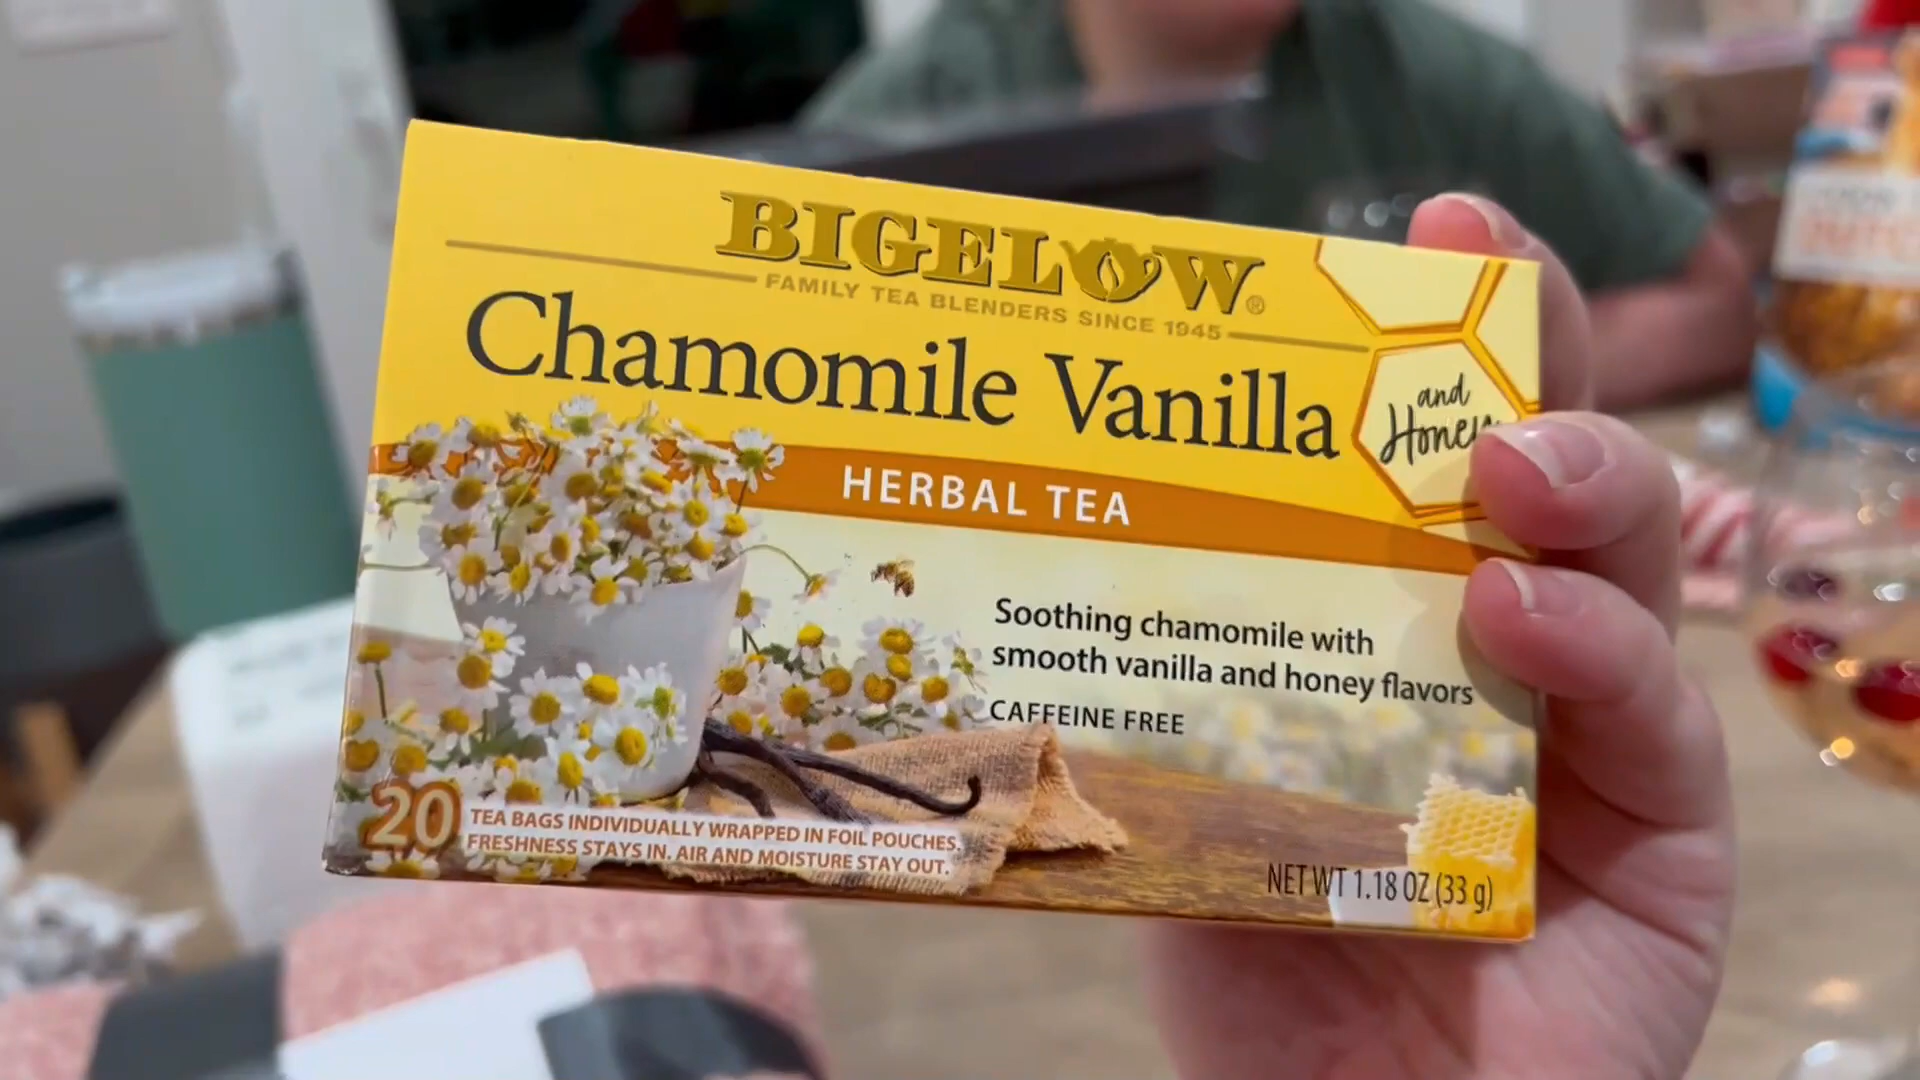 BIGELOW®
FAMILY TEA BLENDERS SINCE 1945
Chamomile Vanilla
and
Honey
HERBAL TEA
Soothing chamomile with
smooth vanilla and honey flavors
CAFFEINE FREE
20
TEA BAGS INDIVIDUALLY WRAPPED IN FOIL POUCHES.
FRESHNESS STAYS IN. AIR AND MOISTURE STAY OUT.
NET WT 1.18 OZ (33 g)